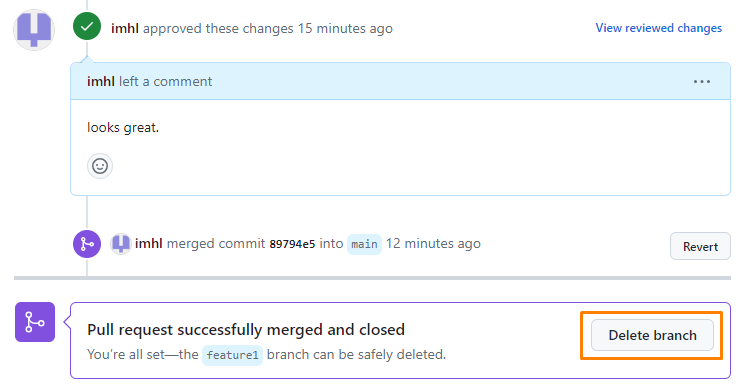 imhl approved these changes 15 minutes ago View reviewed changes
imhl left a comment
looks great.
imhl merged commit 89794e5 into main 12 minutes ago Revert
Pull request successfully merged and closed
You're all set—the feature1 branch can be safely deleted.
Delete branch